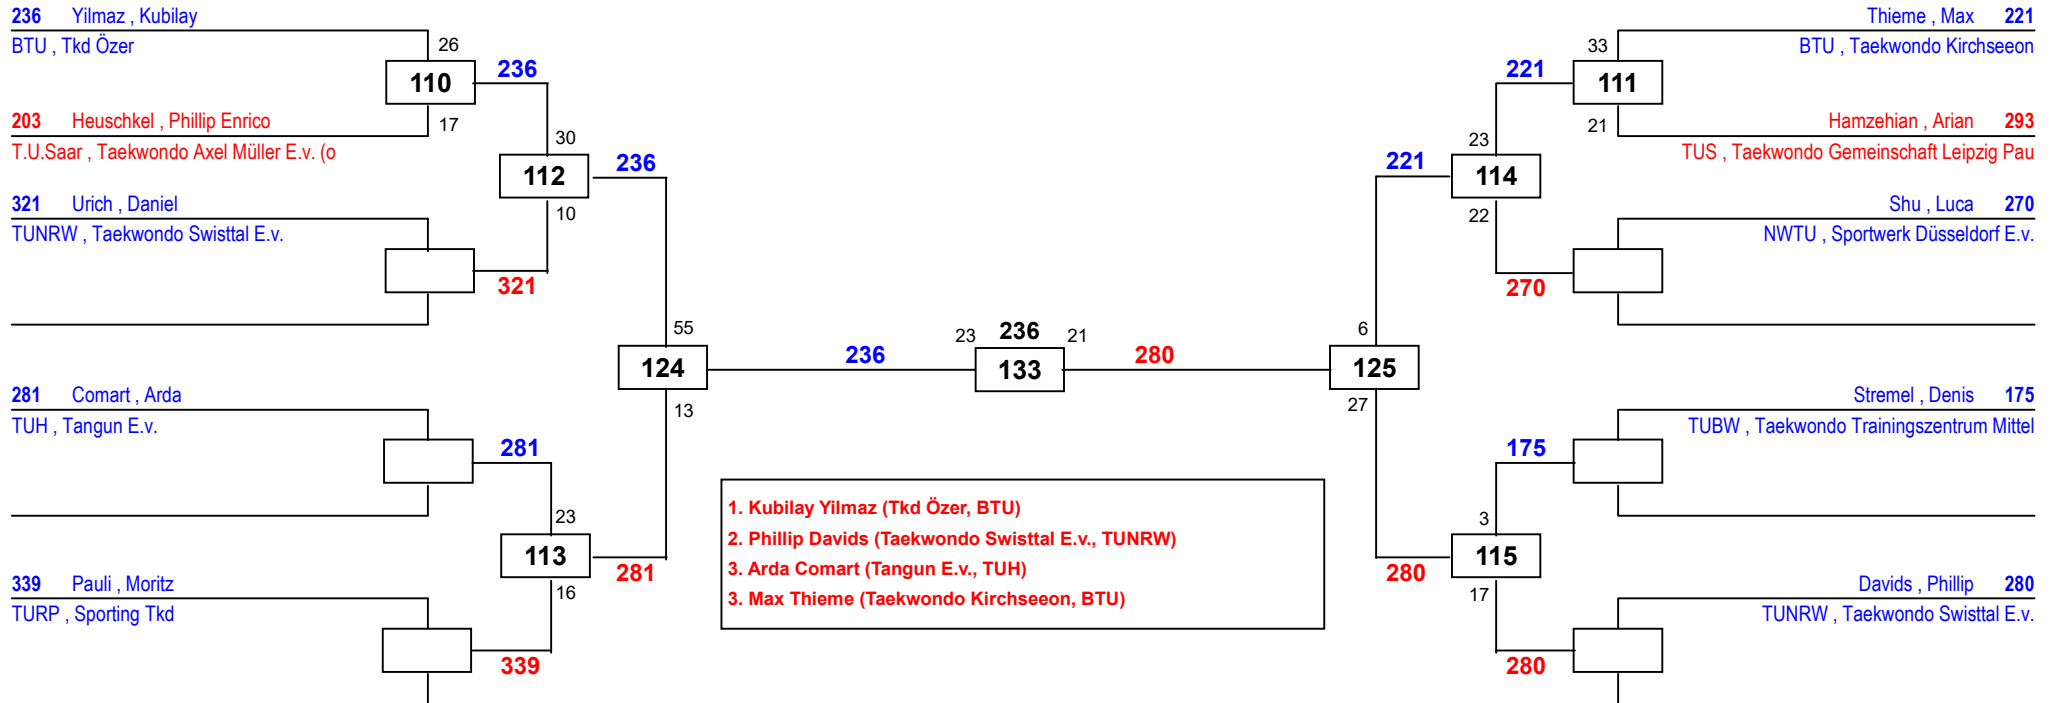 236 Yilmaz , Kubilay
BTU , Tkd Özer
26
110
236
203 Heuschkel , Phillip Enrico
17
T.U.Saar , Taekwondo Axel Müller E.v. (o
30
112
236
321 Urich , Daniel
10
TUNRW , Taekwondo Swisttal E.v.
321
55
124
236
13
281 Comart , Arda
TUH , Tangun E.v.
281
23
113
281
16
339 Pauli , Moritz
TURP , Sporting Tkd
339
23 236 21
133
280
1. Kubilay Yilmaz (Tkd Özer, BTU)
2. Phillip Davids (Taekwondo Swisttal E.v., TUNRW)
3. Arda Comart (Tangun E.v., TUH)
3. Max Thieme (Taekwondo Kirchseeon, BTU)
Thieme , Max 221
33
BTU , Taekwondo Kirchseeon
221
111
21
Hamzehian , Arian 293
TUS , Taekwondo Gemeinschaft Leipzig Pau
23
221
114
22
Shu , Luca 270
NWTU , Sportwerk Düsseldorf E.v.
270
6
125
27
Stremel , Denis 175
TUBW , Taekwondo Trainingszentrum Mittel
175
3
115
280
17
Davids , Phillip 280
TUNRW , Taekwondo Swisttal E.v.
280